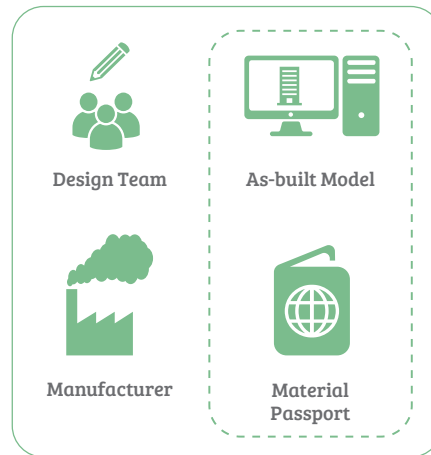 Design Team
As-built Model
Manufacturer
Material
Passport